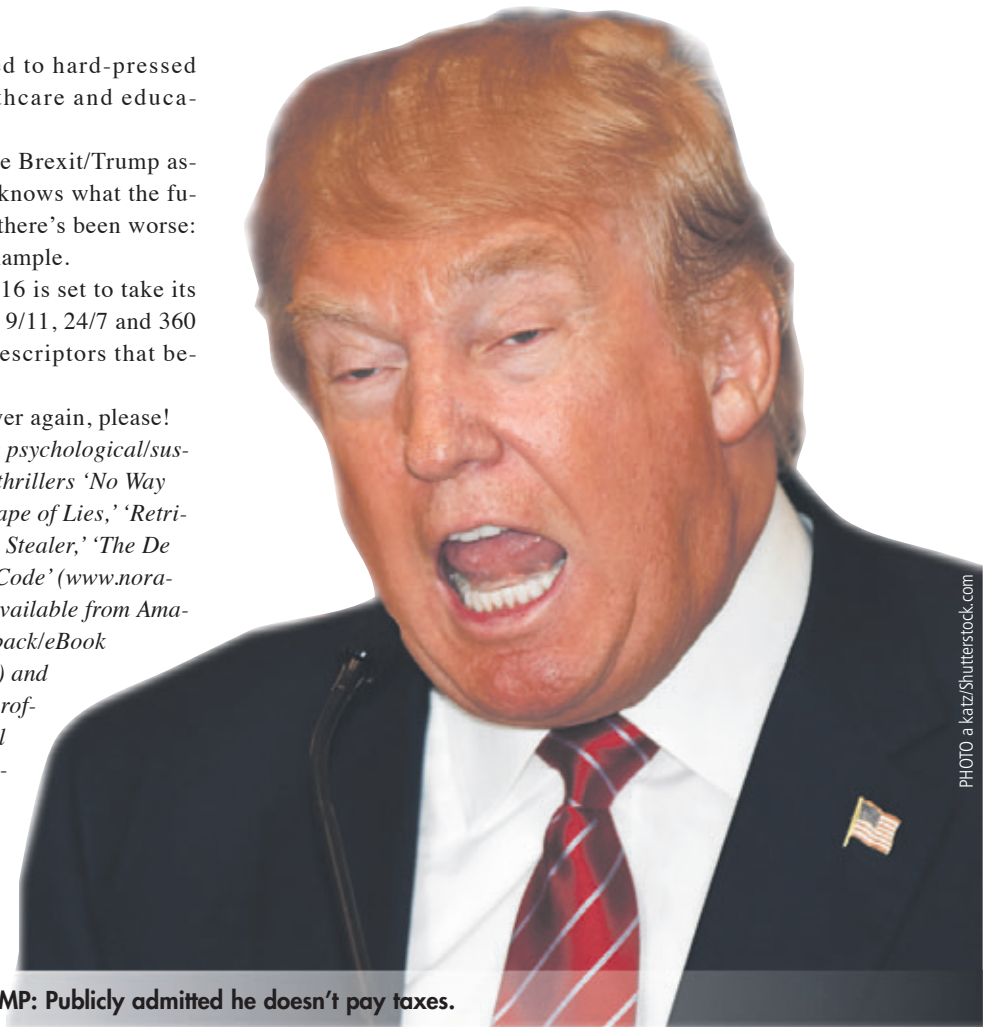 ed to hard-pressed
thcare and educa-
e Brexit/Trump as-
knows what the fu-
there's been worse:
ample.
16 is set to take its
9/11, 24/7 and 360
escriptors that be-
ver again, please!
psychological/sus-
thrillers ‘No Way
ape of Lies,’ ‘Retri-
Stealer,’ ‘The De
Code’ (www.nora-
vailable from Ama-
back/eBook
) and
rof-
l
-
PHOTO a katz/Shutterstock.com
MP: Publicly admitted he doesn’t pay taxes.